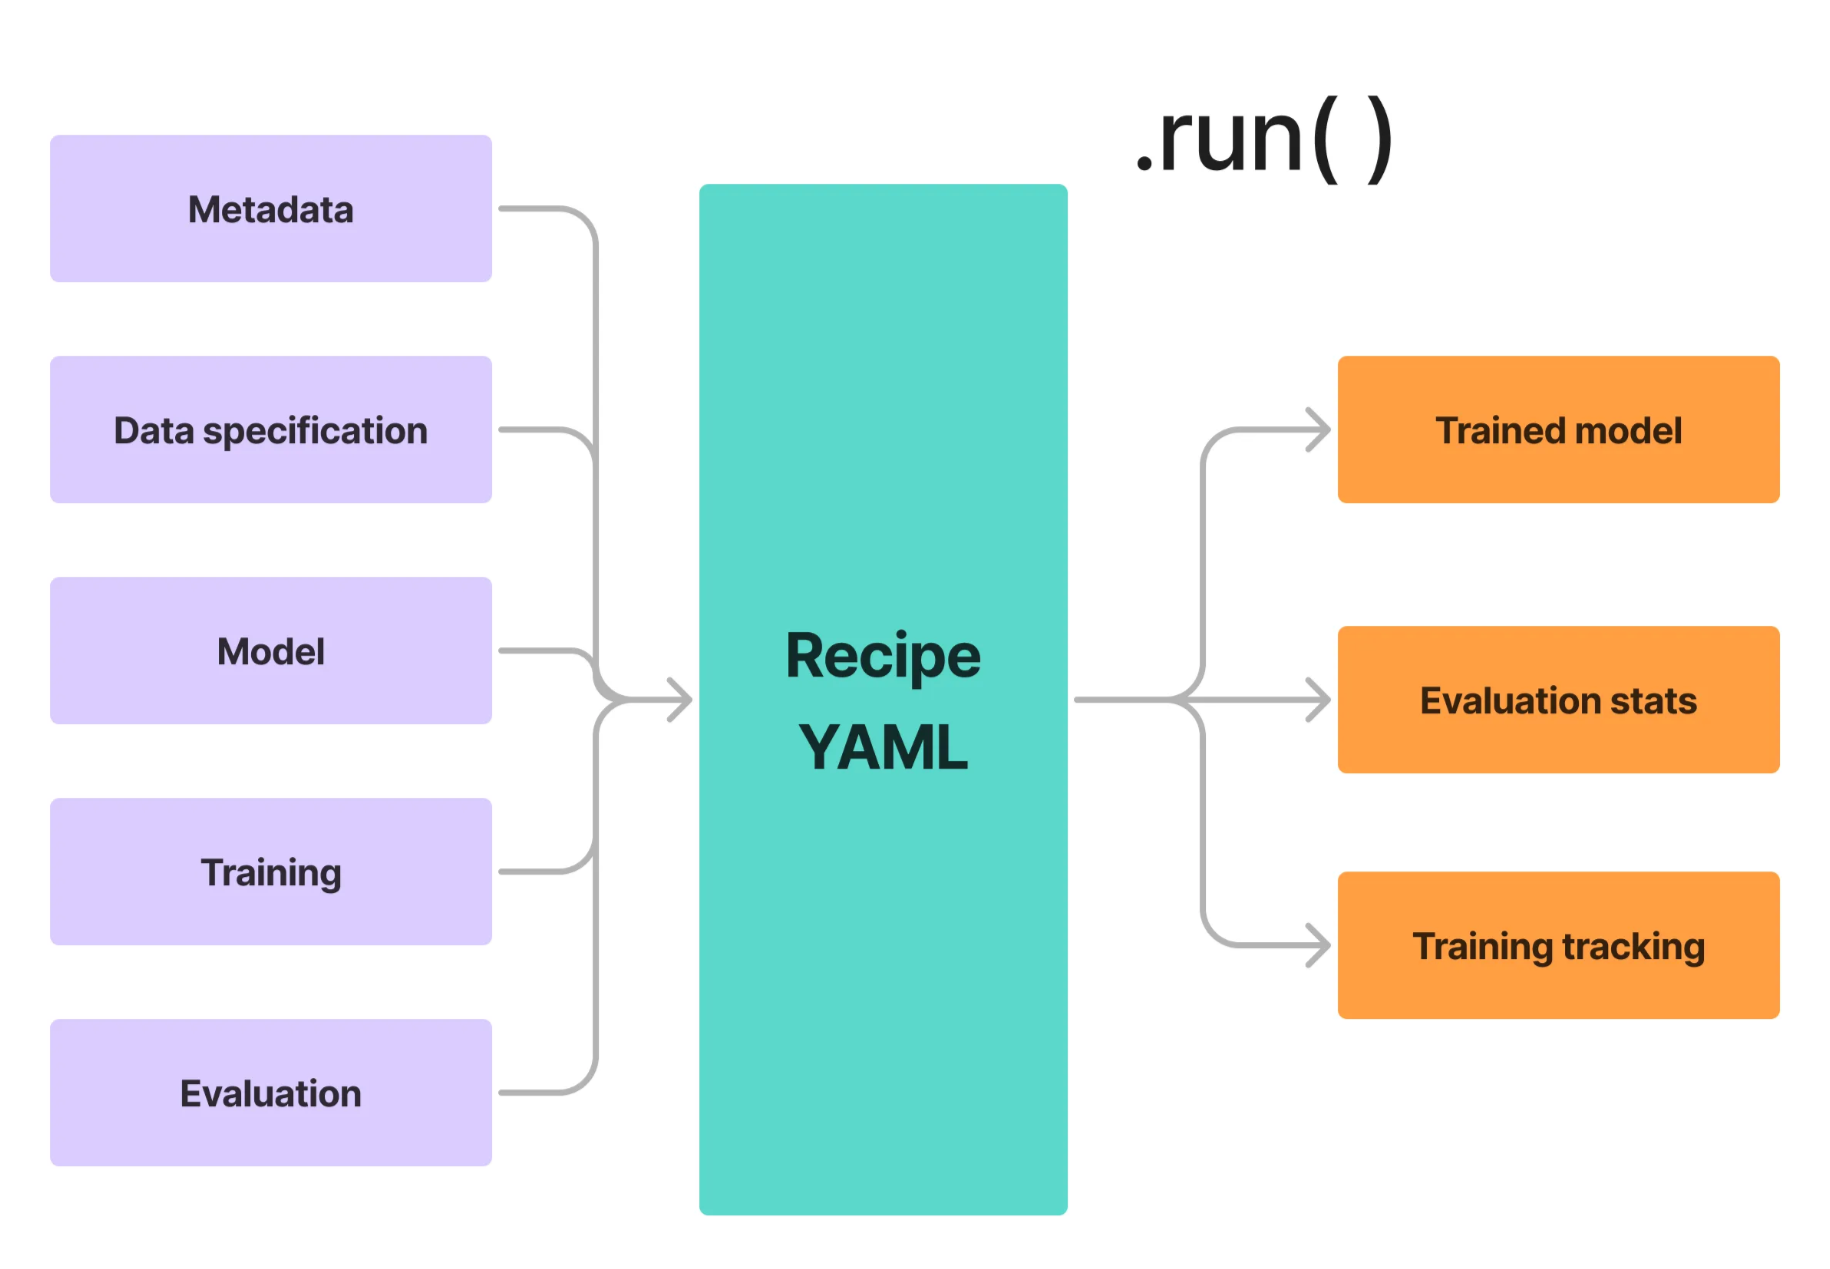 .run( )
Metadata
Data specification
Model
Training
Evaluation
Recipe
YAML
Trained model
Evaluation stats
Training tracking